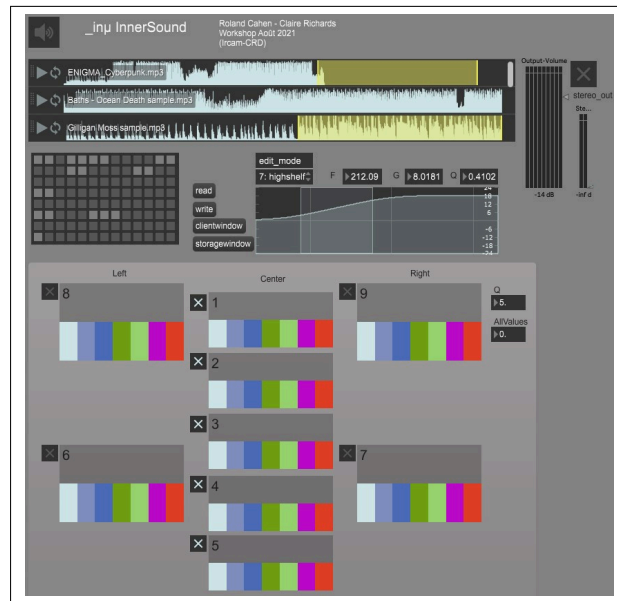 _inµ InnerSound
Roland Cahen - Claire Richards
Workshop Août 2021
(Ircam-CRD)
ENIGMA_Cyberpunk.mp3
Baths - Ocean Death sample.mp3
Gilligan Moss sample.mp3
Output-Volume
stereo_out
Ste...
-14 dB
-inf d
edit_mode
7: highshelf
F
212.09
G
8.0181
Q
0.4102
24
18
12
6
-6
-12
-18
-24
read
write
clientwindow
storagewindow
Left
Center
Right
8
1
9
Q
5.
AllValues
0.
2
3
6
7
4
5